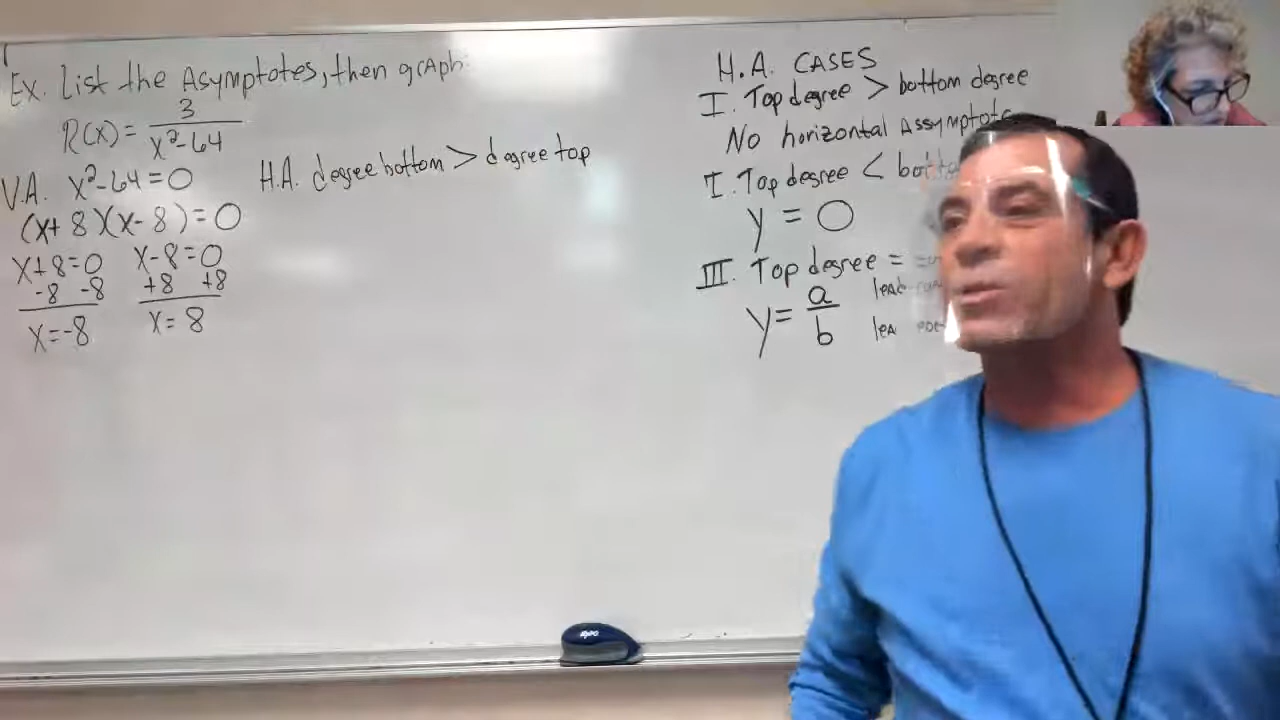 Ex. List the Asymptotes, then graph:
R(x) = 3
x²-64
V.A. x²-64=0
(x+8)(x-8)=0
x+8=0 x-8=0
-8 -8 +8 +8
x=-8 x=8
H.A. degree bottom > degree top
H.A. CASES
I. Top degree > bottom degree
No horizontal Assymptote
I. Top degree <
y = 0
III. Top degree =
y = a
b
expo